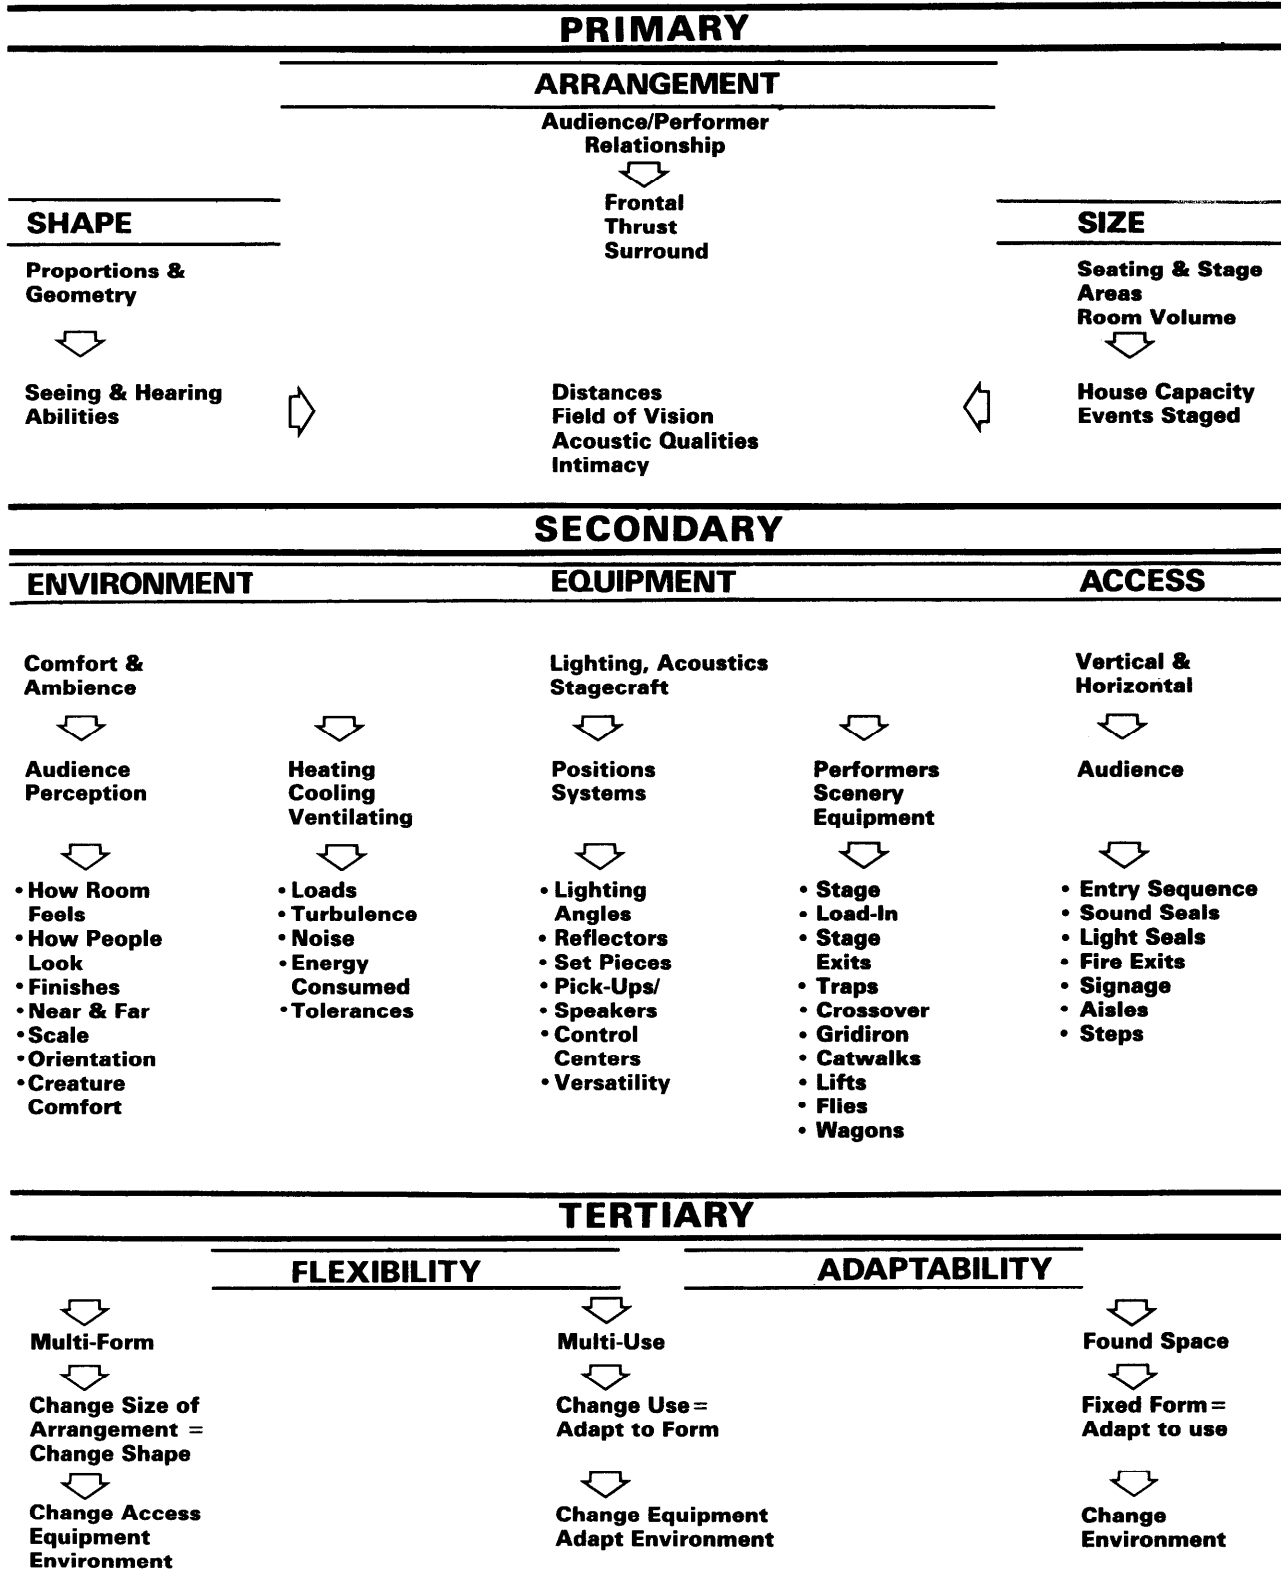 PRIMARY
ARRANGEMENT
Audience/Performer
Relationship
Frontal
Thrust
Surround
SHAPE
Proportions &
Geometry
Seeing & Hearing
Abilities
Distances
Field of Vision
Acoustic Qualities
Intimacy
SIZE
Seating & Stage
Areas
Room Volume
House Capacity
Events Staged
SECONDARY
ENVIRONMENT
Comfort &
Ambience
Audience
Perception
• How Room
Feels
• How People
Look
• Finishes
• Near & Far
• Scale
• Orientation
• Creature
Comfort
Heating
Cooling
Ventilating
• Loads
• Turbulence
• Noise
• Energy
Consumed
• Tolerances
EQUIPMENT
Lighting, Acoustics
Stagecraft
Positions
Systems
• Lighting
Angles
• Reflectors
• Set Pieces
• Pick-Ups/
• Speakers
• Control
Centers
• Versatility
Performers
Scenery
Equipment
• Stage
• Load-In
• Stage
Exits
• Traps
• Crossover
• Gridiron
• Catwalks
• Lifts
• Flies
• Wagons
ACCESS
Vertical &
Horizontal
Audience
• Entry Sequence
• Sound Seals
• Light Seals
• Fire Exits
• Signage
• Aisles
• Steps
TERTIARY
FLEXIBILITY
ADAPTABILITY
Multi-Form
Change Size of
Arrangement =
Change Shape
Change Access
Equipment
Environment
Multi-Use
Change Use =
Adapt to Form
Change Equipment
Adapt Environment
Found Space
Fixed Form =
Adapt to use
Change
Environment